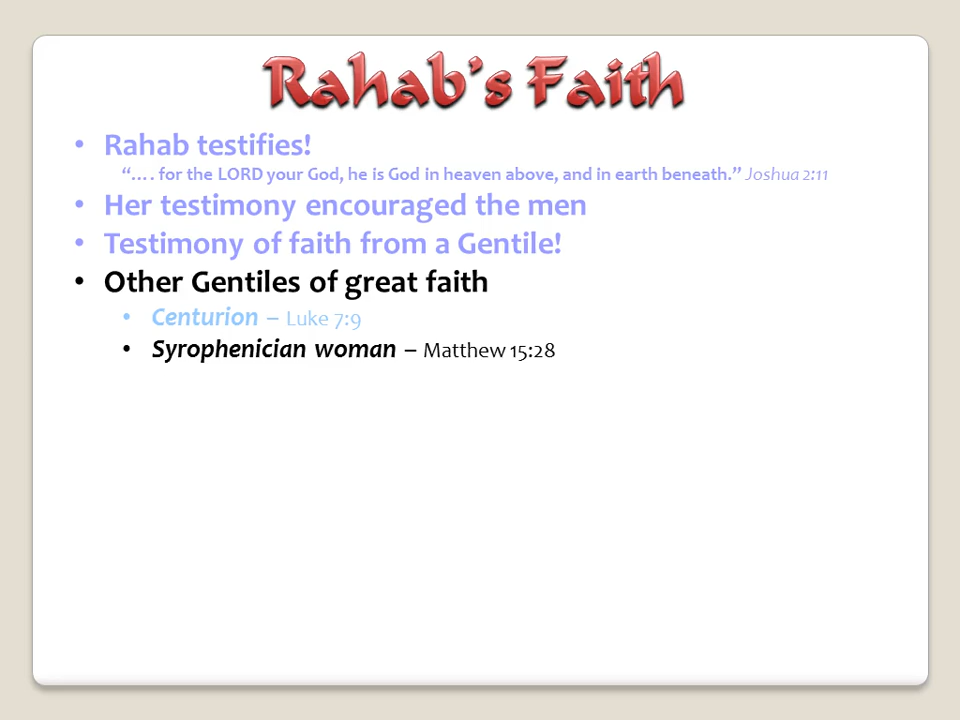 Rahab's Faith
• Rahab testifies!
"…. for the LORD your God, he is God in heaven above, and in earth beneath." Joshua 2:11
• Her testimony encouraged the men
• Testimony of faith from a Gentile!
• Other Gentiles of great faith
• Centurion – Luke 7:9
• Syrophenician woman – Matthew 15:28